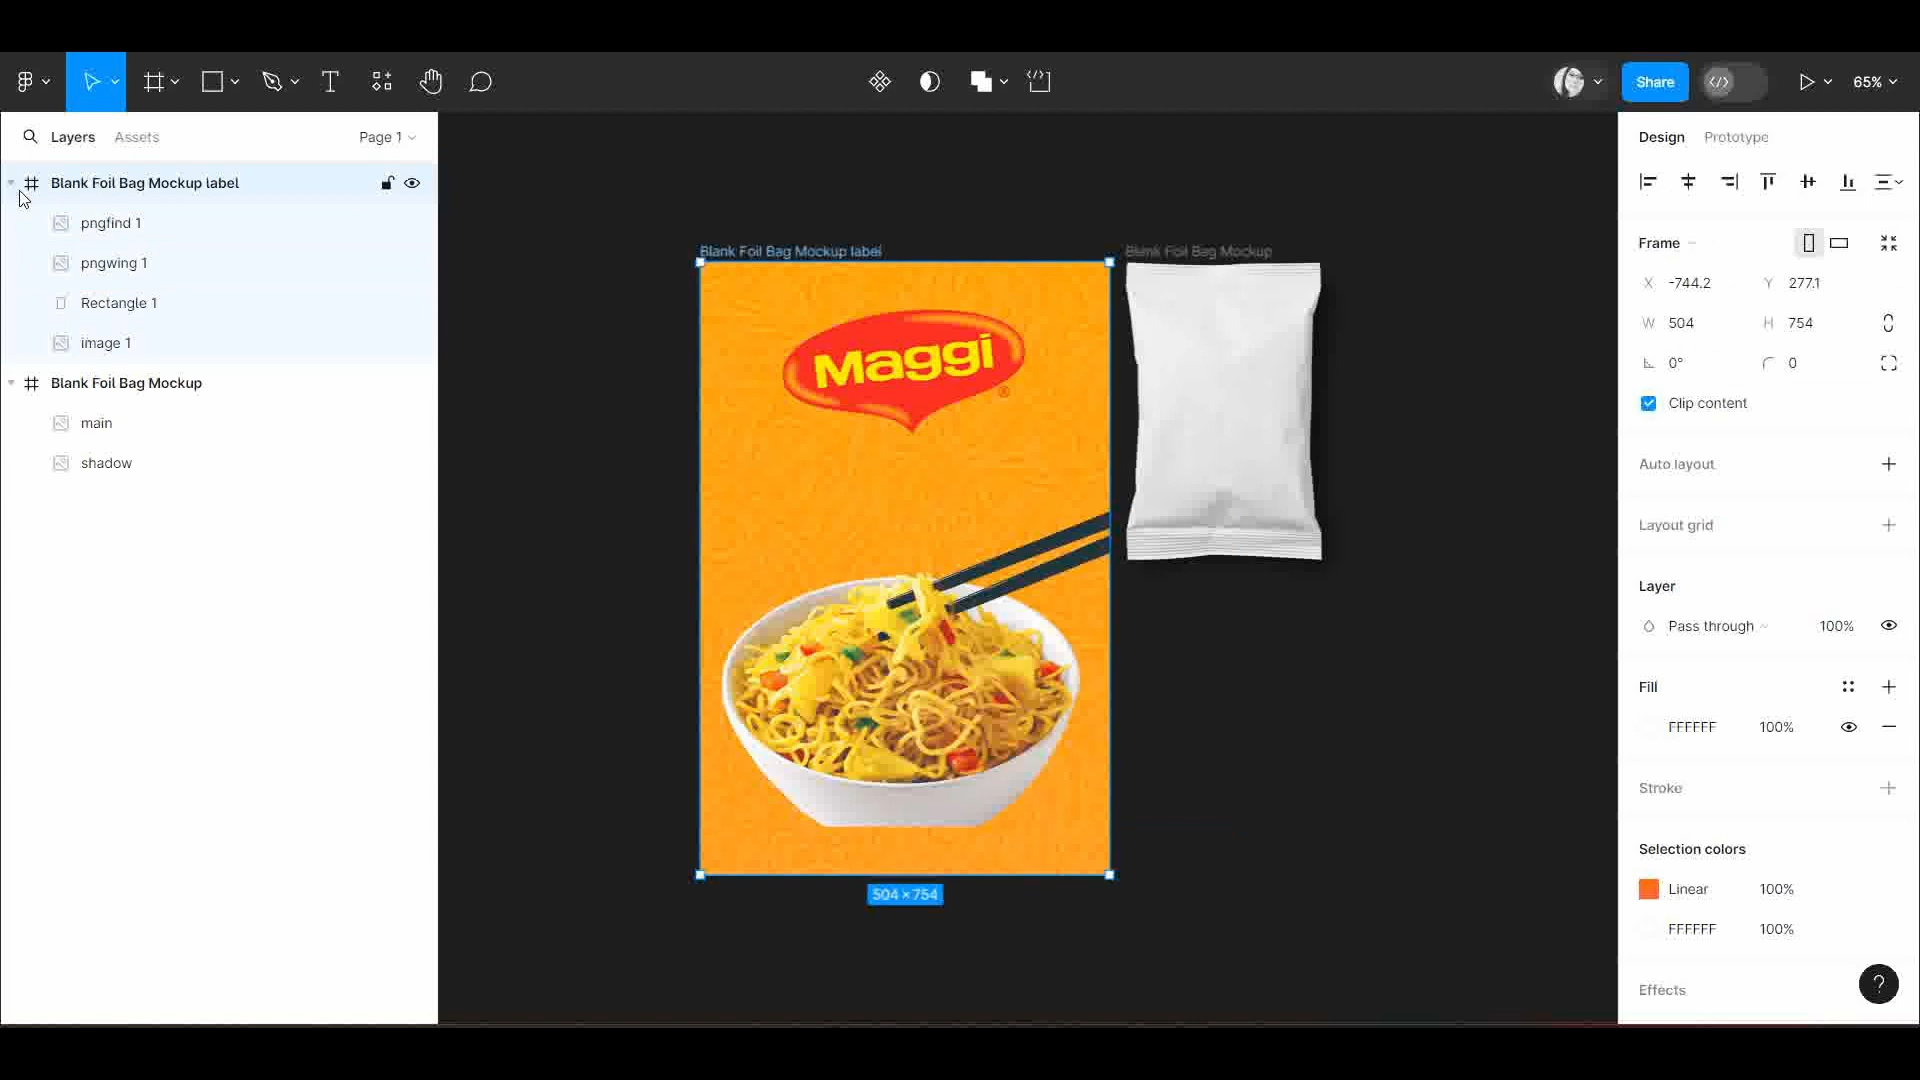 Share
65%
Layers
Assets
Page 1
Design
Prototype
Blank Foil Bag Mockup label
pngfind 1
pngwing 1
Rectangle 1
image 1
Blank Foil Bag Mockup
main
shadow
Blank Foil Bag Mockup label
Blank Foil Bag Mockup
Maggi
®
504 × 754
Frame
X -744.2 Y 277.1
W 504 H 754
0° 0
Clip content
Auto layout
Layout grid
Layer
Pass through 100%
Fill
FFFFFF 100%
Stroke
Selection colors
Linear 100%
FFFFFF 100%
Effects
?